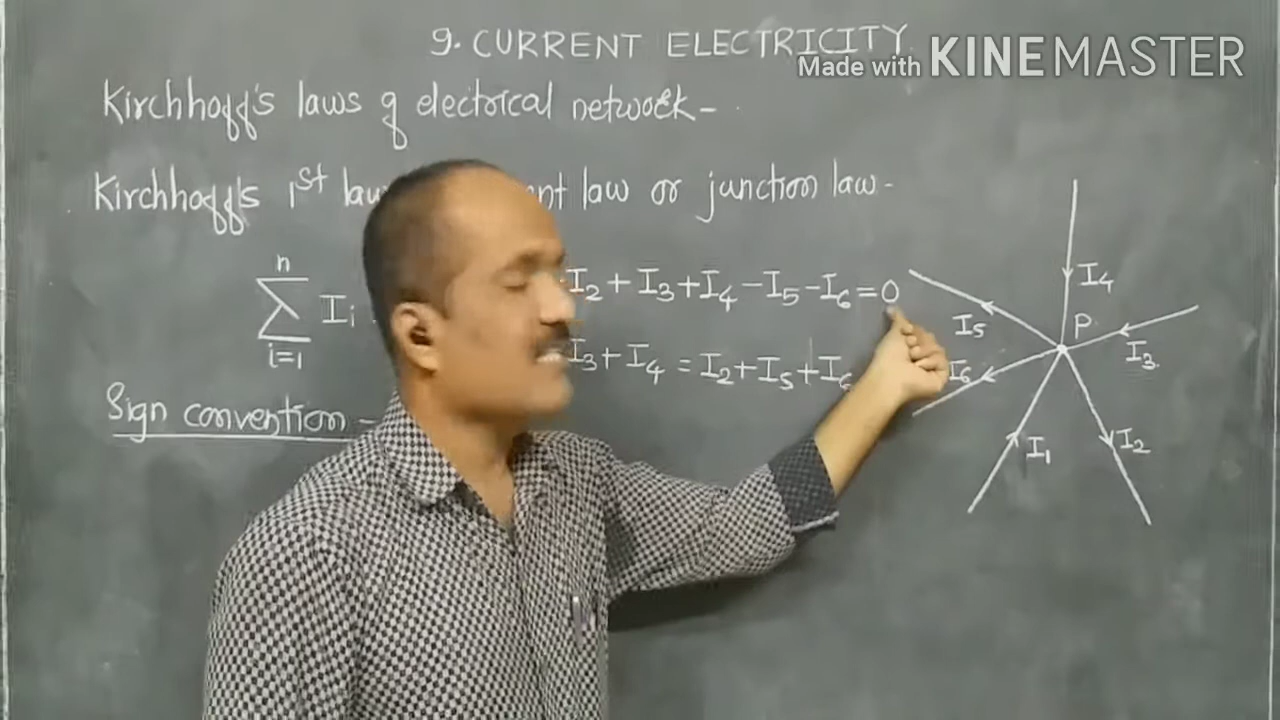 9. CURRENT ELECTRICITY
Made with KINEMASTER
Kirchhoff's laws of electrical network -
Kirchhoff's 1st law nt law or junction law -
n
∑ Ii
i=1
I2 + I3 + I4 - I5 - I6 = 0
I3 + I4 = I2 + I5 + I6
Sign convention -
I4
P
I5
I3
I6
I1
I2